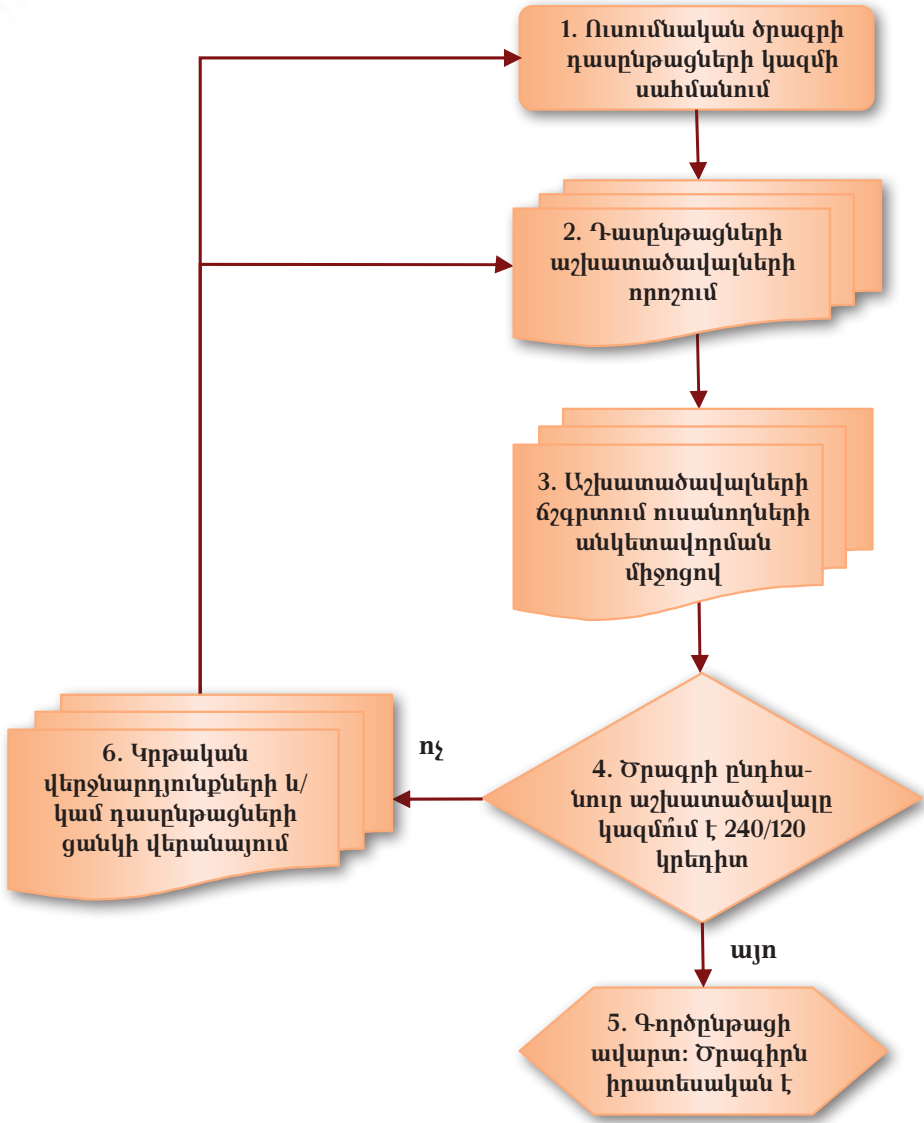 1. Ուսումնական ծրագրի
դասընթացների կազմի
սահմանում
2. Դասընթացների
աշխատածավալների
որոշում
3. Աշխատածավալների
ճշգրտում ուսանողների
անկետավորման
միջոցով
4. Ծրագրի ընդհա-
նուր աշխատածավալը
կազմո՞ւմ է 240/120
կրեդիտ
ոչ
6. Կրթական
վերջնարդյունքների և/
կամ դասընթացների
ցանկի վերանայում
այո
5. Գործընթացի
ավարտ: Ծրագիրն
իրատեսական է